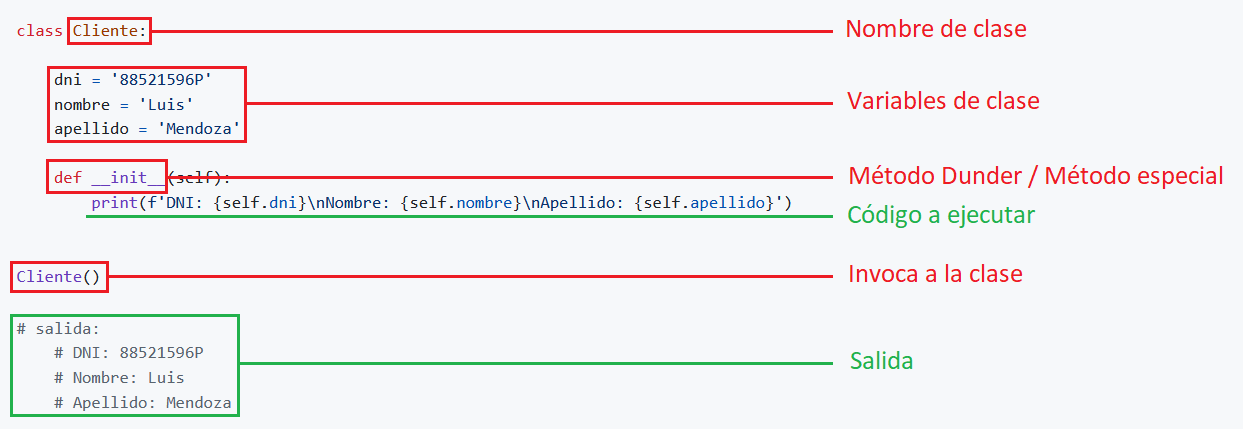 class Cliente: Nombre de clase
dni = '88521596P'
nombre = 'Luis' Variables de clase
apellido = 'Mendoza'
def __init__(self): Método Dunder / Método especial
print(f'DNI: {self.dni}\nNombre: {self.nombre}\nApellido: {self.apellido}')
Código a ejecutar
Cliente() Invoca a la clase
# salida:
# DNI: 88521596P
Salida
# Nombre: Luis
# Apellido: Mendoza